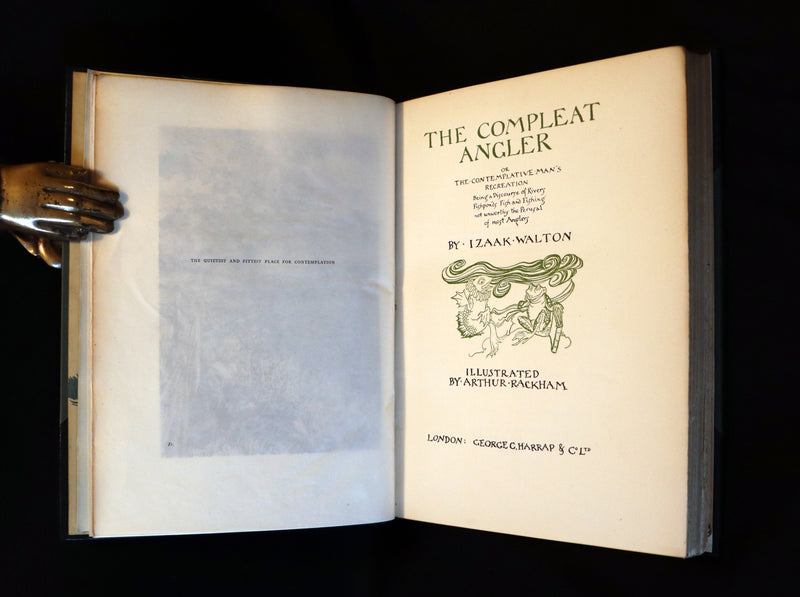 THE QUIETEST AND FITTEST PLACE FOR CONTEMPLATION
THE COMPLEAT
ANGLER
OR
THE·CONTEMPLATIVE·MAN'S
RECREATION
Being a Discourse of Rivers
Fishponds Fish and Fishing
not unworthy the Perusal
of most Anglers
BY·IZAAK·WALTON
ILLUSTRATED
BY·ARTHUR·RACKHAM
LONDON: GEORGE G. HARRAP & Co LTD